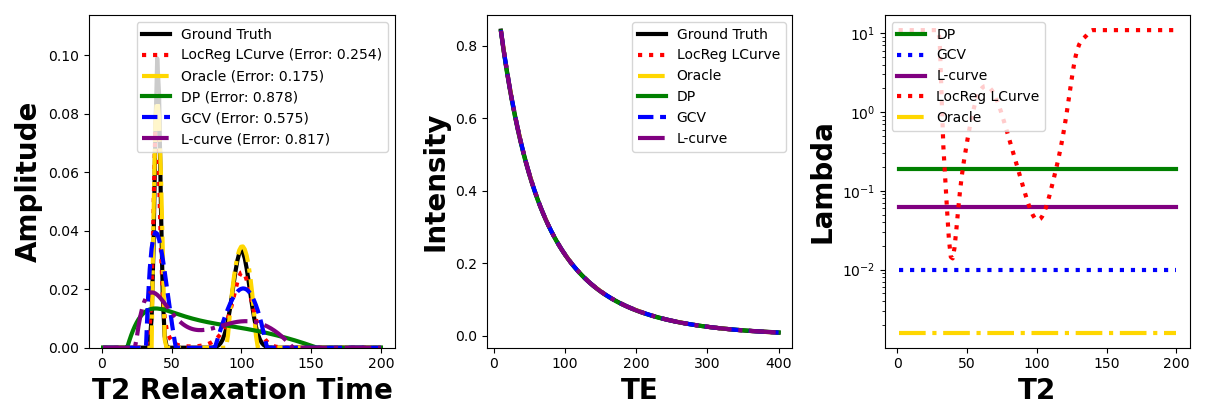 Amplitude
0.10
0.08
0.06
0.04
0.02
0.00
Ground Truth
LocReg LCurve (Error: 0.254)
Oracle (Error: 0.175)
DP (Error: 0.878)
GCV (Error: 0.575)
L-curve (Error: 0.817)
0 50 100 150 200
T2 Relaxation Time
Intensity
0.8
0.6
0.4
0.2
0.0
Ground Truth
LocReg LCurve
Oracle
DP
GCV
L-curve
0 100 200 300 400
TE
Lambda
10¹
10⁰
10⁻¹
10⁻²
DP
GCV
L-curve
LocReg LCurve
Oracle
0 50 100 150 200
T2